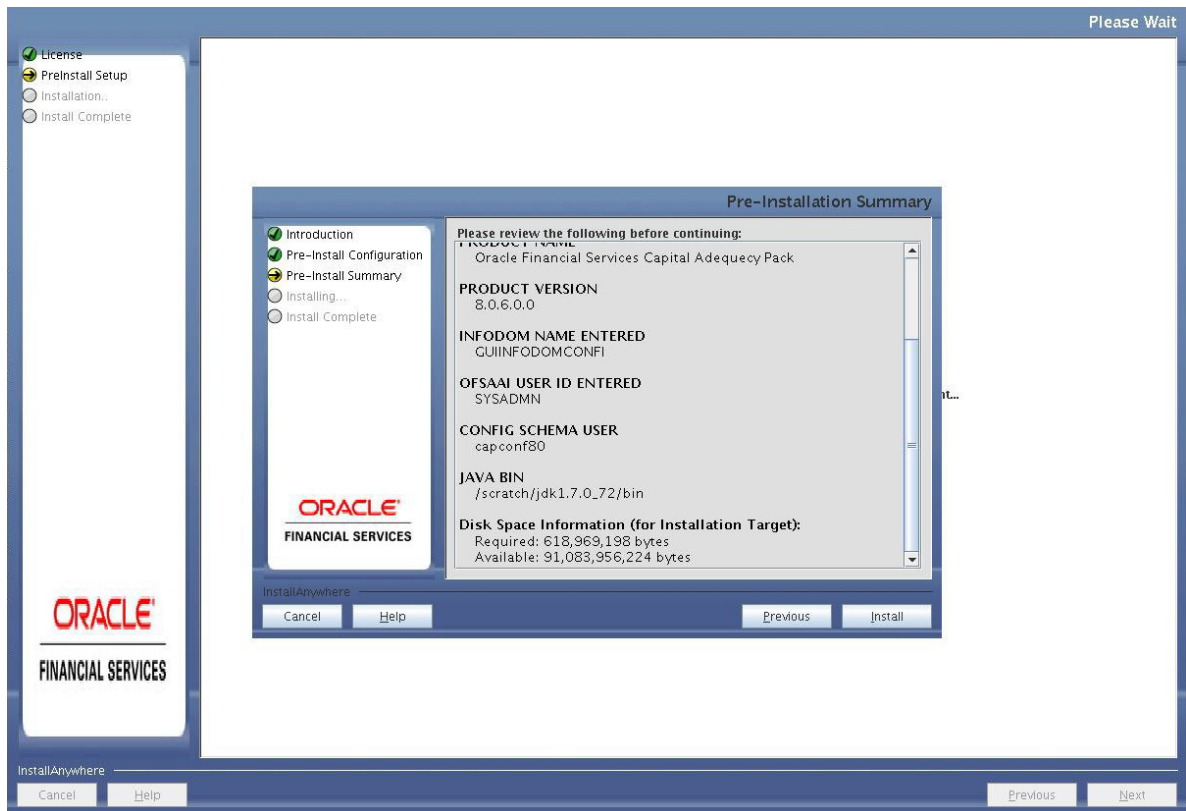 Please Wait
License
PreInstall Setup
Installation..
Install Complete
Pre-Installation Summary
Introduction
Pre-Install Configuration
Pre-Install Summary
Installing...
Install Complete
Please review the following before continuing:
PRODUCT NAME
Oracle Financial Services Capital Adequecy Pack
PRODUCT VERSION
8.0.6.0.0
INFODOM NAME ENTERED
GUIINFODOMCONFI
OFSAAI USER ID ENTERED
SYSADMN
CONFIG SCHEMA USER
capconf80
JAVA BIN
/scratch/jdk1.7.0_72/bin
Disk Space Information (for Installation Target):
Required: 618,969,198 bytes
Available: 91,083,956,224 bytes
ORACLE'
FINANCIAL SERVICES
InstallAnywhere
Cancel
Help
Previous
Install
ORACLE'
FINANCIAL SERVICES
InstallAnywhere
Cancel
Help
Previous
Next